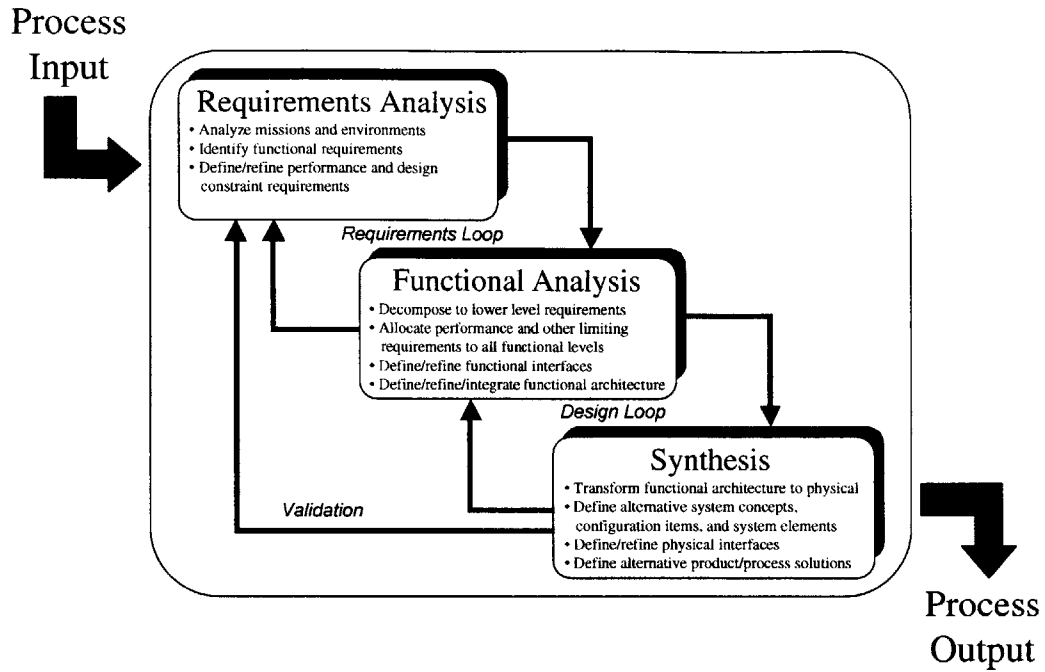 Process
Input
Requirements Analysis
• Analyze missions and environments
• Identify functional requirements
• Define/refine performance and design
constraint requirements
Requirements Loop
Functional Analysis
• Decompose to lower level requirements
• Allocate performance and other limiting
requirements to all functional levels
• Define/refine functional interfaces
• Define/refine/integrate functional architecture
Design Loop
Synthesis
• Transform functional architecture to physical
• Define alternative system concepts,
configuration items, and system elements
• Define/refine physical interfaces
• Define alternative product/process solutions
Validation
Process
Output